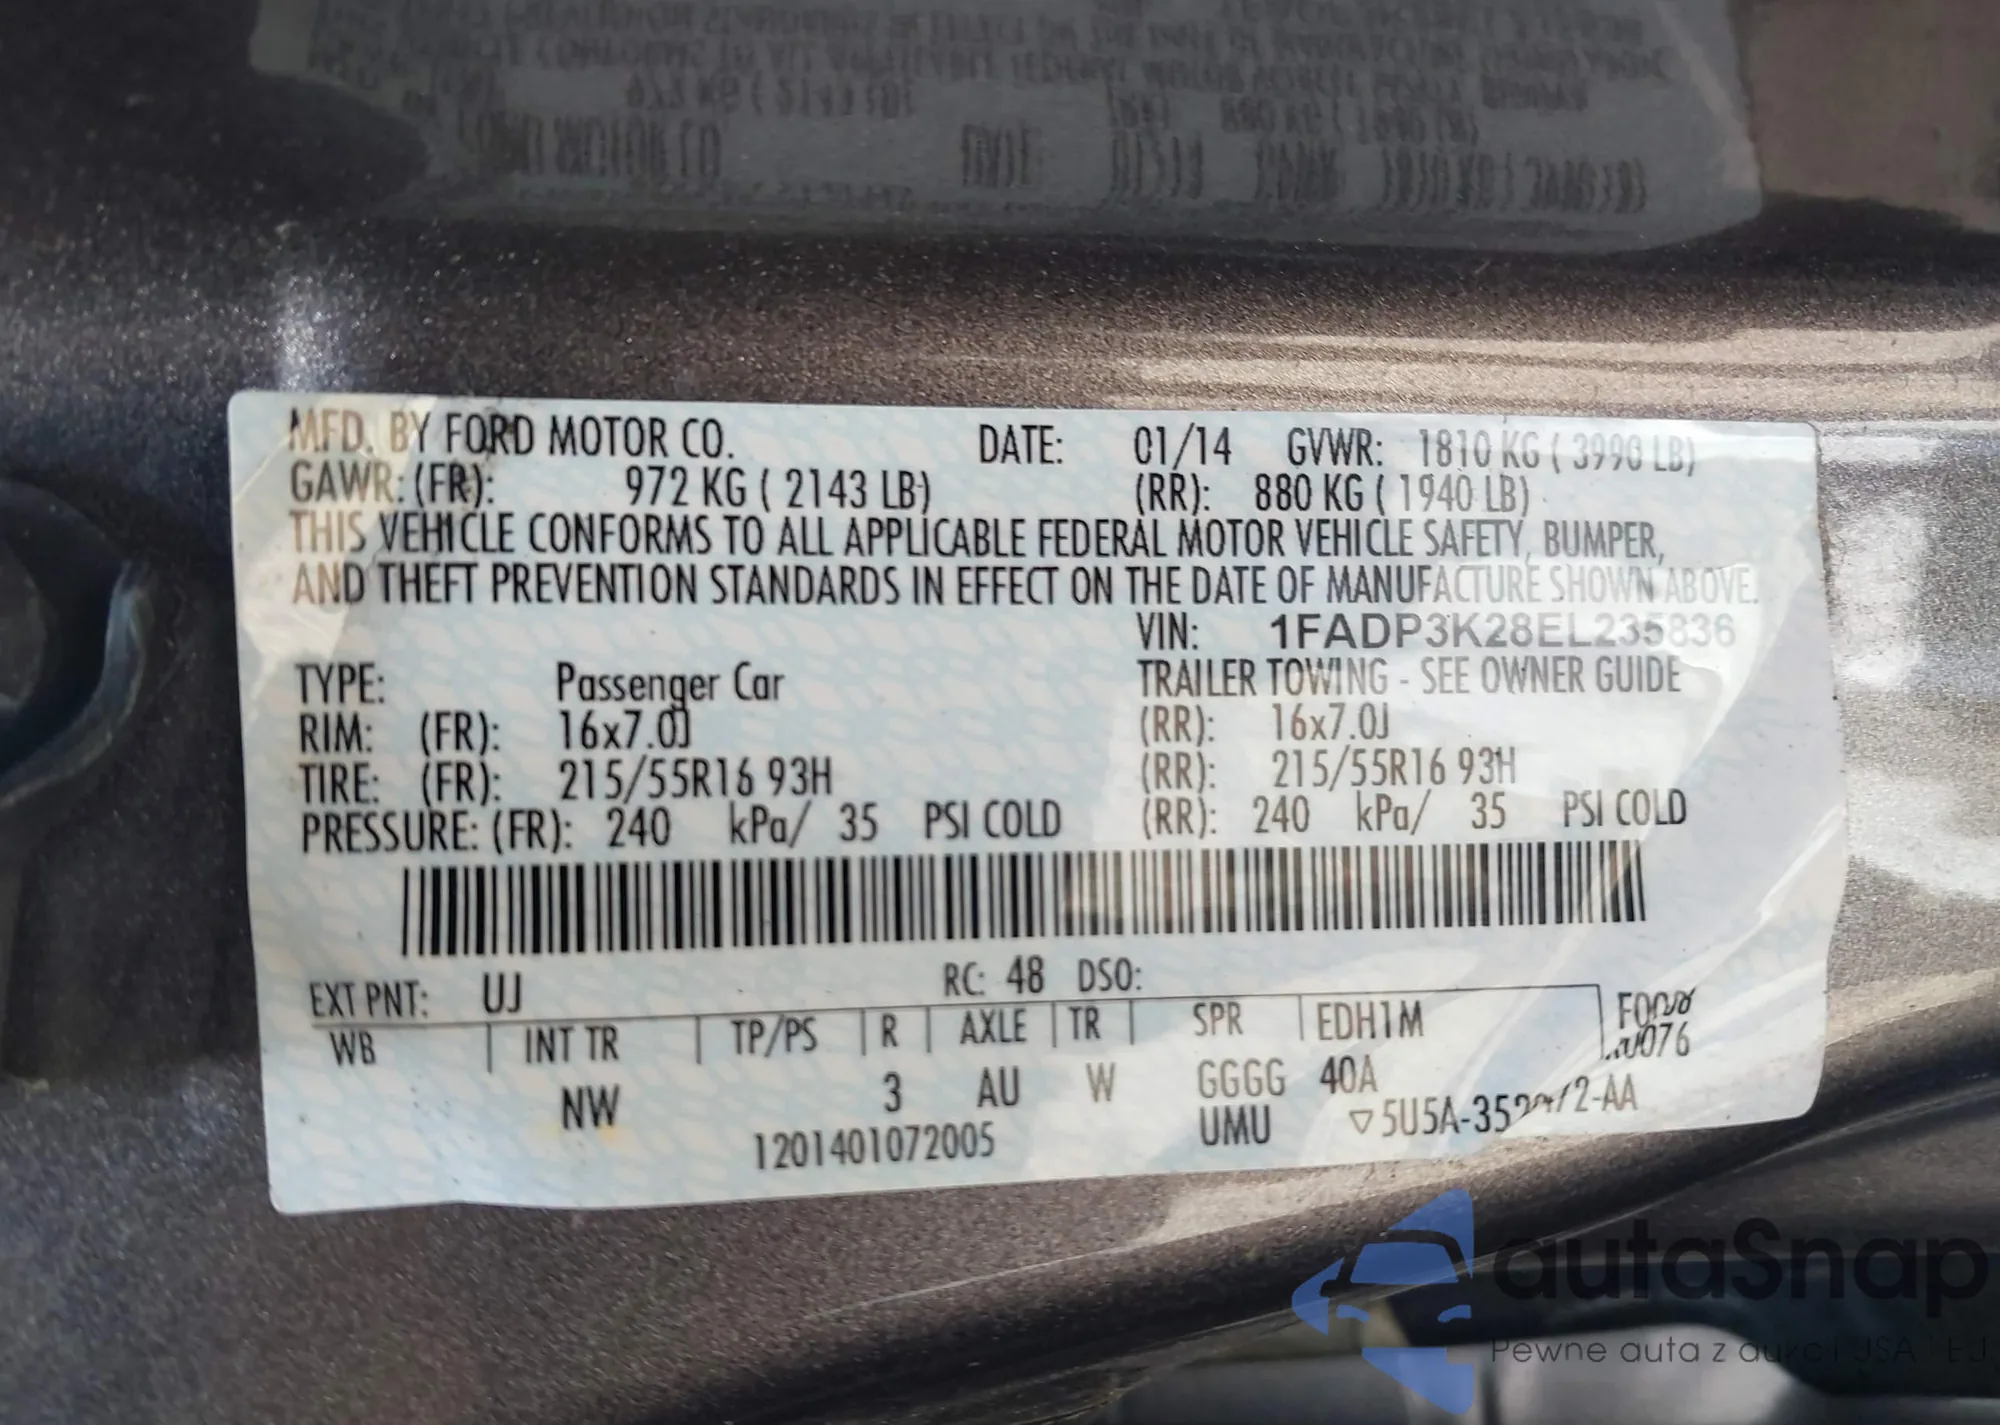 MFD. BY FORD MOTOR CO. DATE: 01/14 GVWR: 1810 KG ( 3990 LB)
GAWR: (FR): 972 KG ( 2143 LB) (RR): 880 KG ( 1940 LB)
THIS VEHICLE CONFORMS TO ALL APPLICABLE FEDERAL MOTOR VEHICLE SAFETY, BUMPER,
AND THEFT PREVENTION STANDARDS IN EFFECT ON THE DATE OF MANUFACTURE SHOWN ABOVE.
VIN: 1FADP3K28EL235836
TYPE: Passenger Car TRAILER TOWING - SEE OWNER GUIDE
RIM: (FR): 16x7.0J (RR): 16x7.0J
TIRE: (FR): 215/55R16 93H (RR): 215/55R16 93H
PRESSURE: (FR): 240 kPa/ 35 PSI COLD (RR): 240 kPa/ 35 PSI COLD
EXT PNT: UJ RC: 48 DSO:
WB INT TR TP/PS R AXLE TR SPR EDH1M
NW 3 AU W GGGG 40A
1201401072005 UMU
autaSnap
Pewne auta z aukcji USA i EU